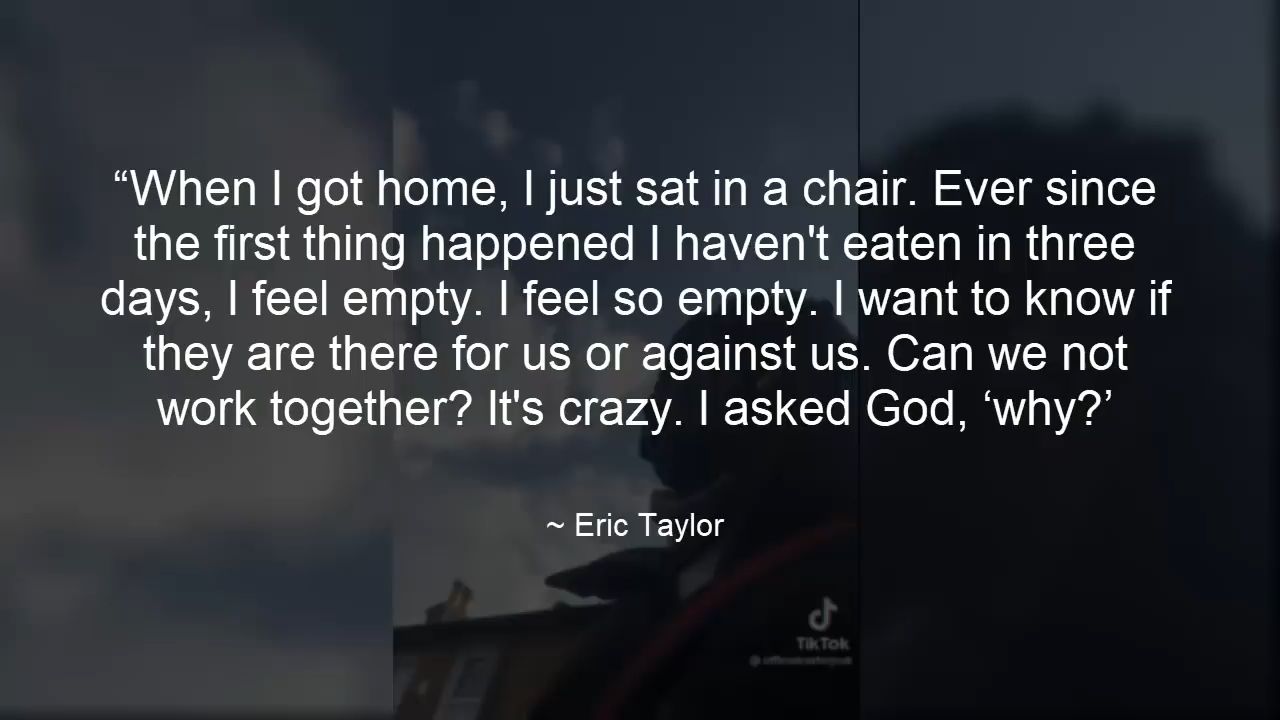 “When I got home, I just sat in a chair. Ever since
the first thing happened I haven't eaten in three
days, I feel empty. I feel so empty. I want to know if
they are there for us or against us. Can we not
work together? It's crazy. I asked God, ‘why?’
~ Eric Taylor
TikTok